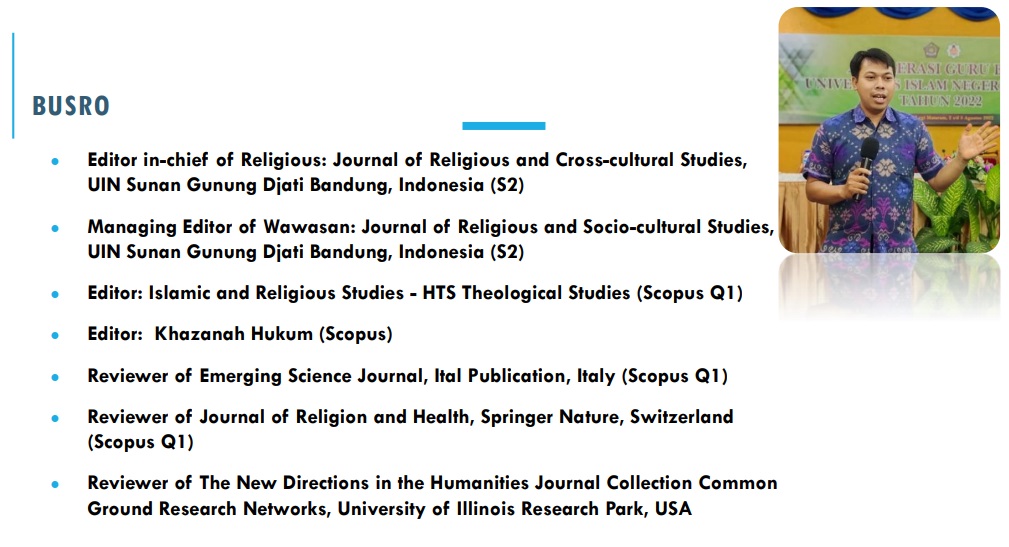 BUSRO
Editor in-chief of Religious: Journal of Religious and Cross-cultural Studies,
UIN Sunan Gunung Djati Bandung, Indonesia (S2)
Managing Editor of Wawasan: Journal of Religious and Socio-cultural Studies,
UIN Sunan Gunung Djati Bandung, Indonesia (S2)
Editor: Islamic and Religious Studies - HTS Theological Studies (Scopus Q1)
Editor: Khazanah Hukum (Scopus)
Reviewer of Emerging Science Journal, Ital Publication, Italy (Scopus Q1)
Reviewer of Journal of Religion and Health, Springer Nature, Switzerland
(Scopus Q1)
Reviewer of The New Directions in the Humanities Journal Collection Common
Ground Research Networks, University of Illinois Research Park, USA
ERASI GURU
UNIVE S ISLAM NEGER
TAHUN 2022